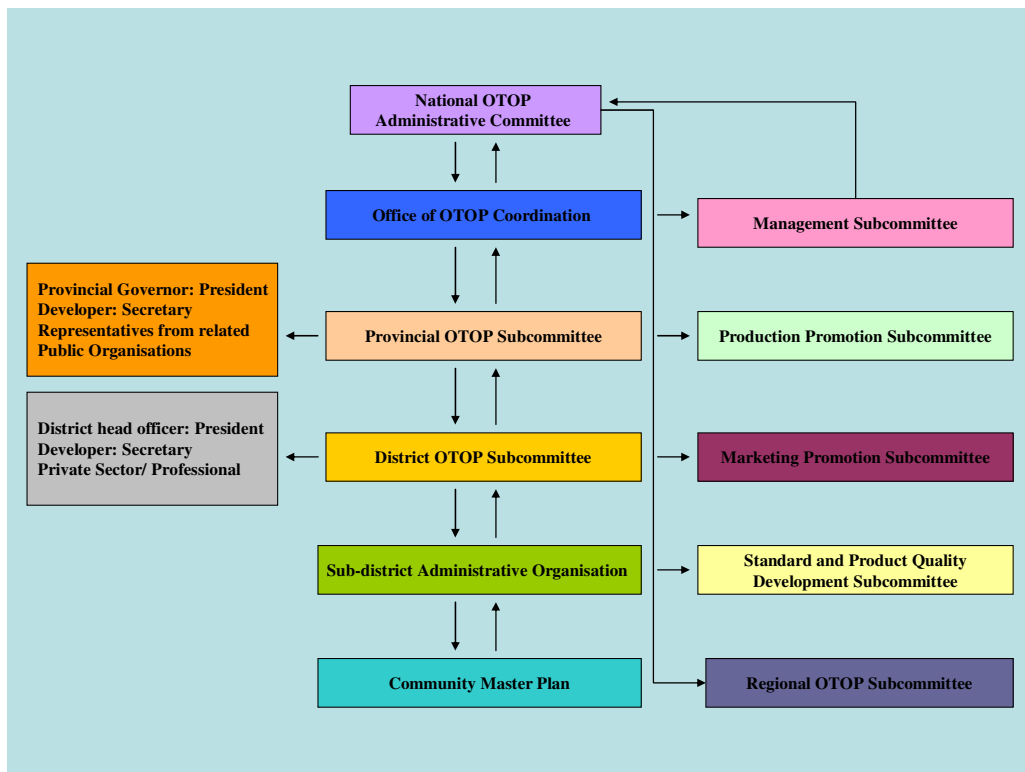 National OTOP
Administrative Committee
Office of OTOP Coordination
Management Subcommittee
Provincial Governor: President
Developer: Secretary
Representatives from related
Public Organisations
Provincial OTOP Subcommittee
Production Promotion Subcommittee
District head officer: President
Developer: Secretary
Private Sector/ Professional
District OTOP Subcommittee
Marketing Promotion Subcommittee
Sub-district Administrative Organisation
Standard and Product Quality
Development Subcommittee
Community Master Plan
Regional OTOP Subcommittee